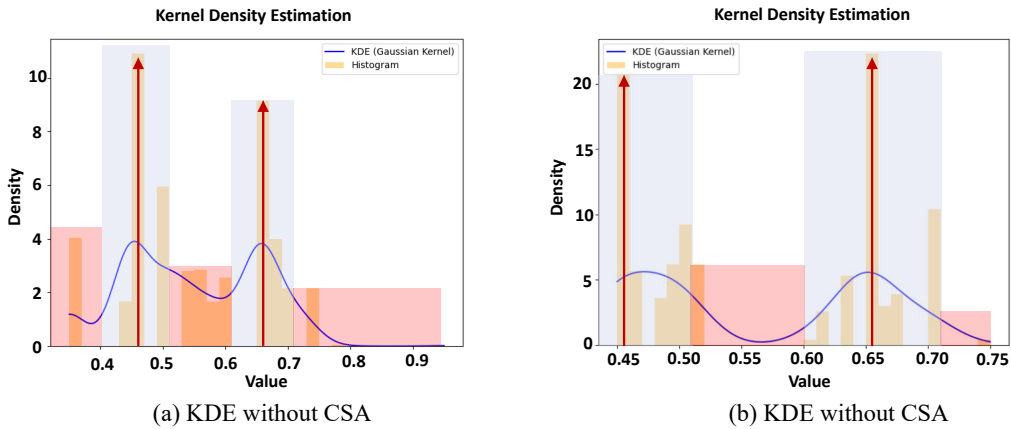 Kernel Density Estimation
KDE (Gaussian Kernel)
Histogram
Density
10
8
6
4
2
0
0.4 0.5 0.6 0.7 0.8 0.9
Value
(a) KDE without CSA
Kernel Density Estimation
KDE (Gaussian Kernel)
Histogram
Density
20
15
10
5
0
0.45 0.50 0.55 0.60 0.65 0.70 0.75
Value
(b) KDE without CSA